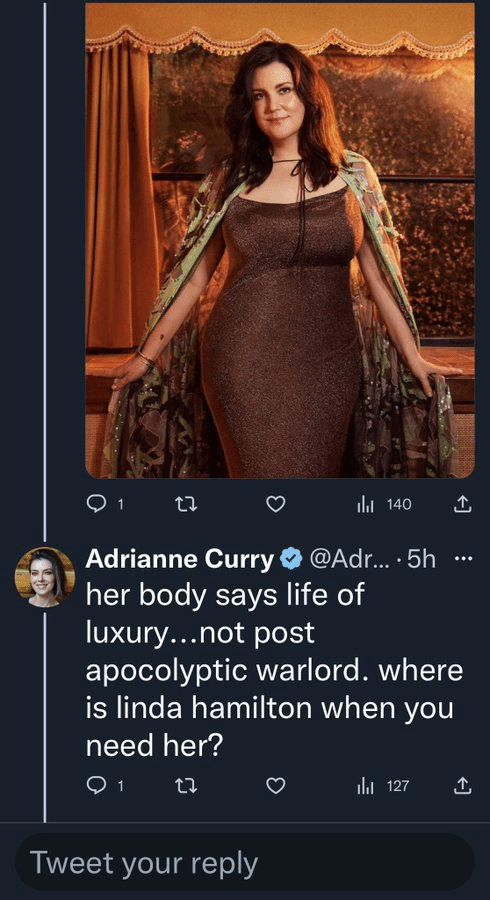 1 140
Adrianne Curry @Adr... · 5h
her body says life of
luxury...not post
apocolyptic warlord. where
is linda hamilton when you
need her?
1 127
Tweet your reply